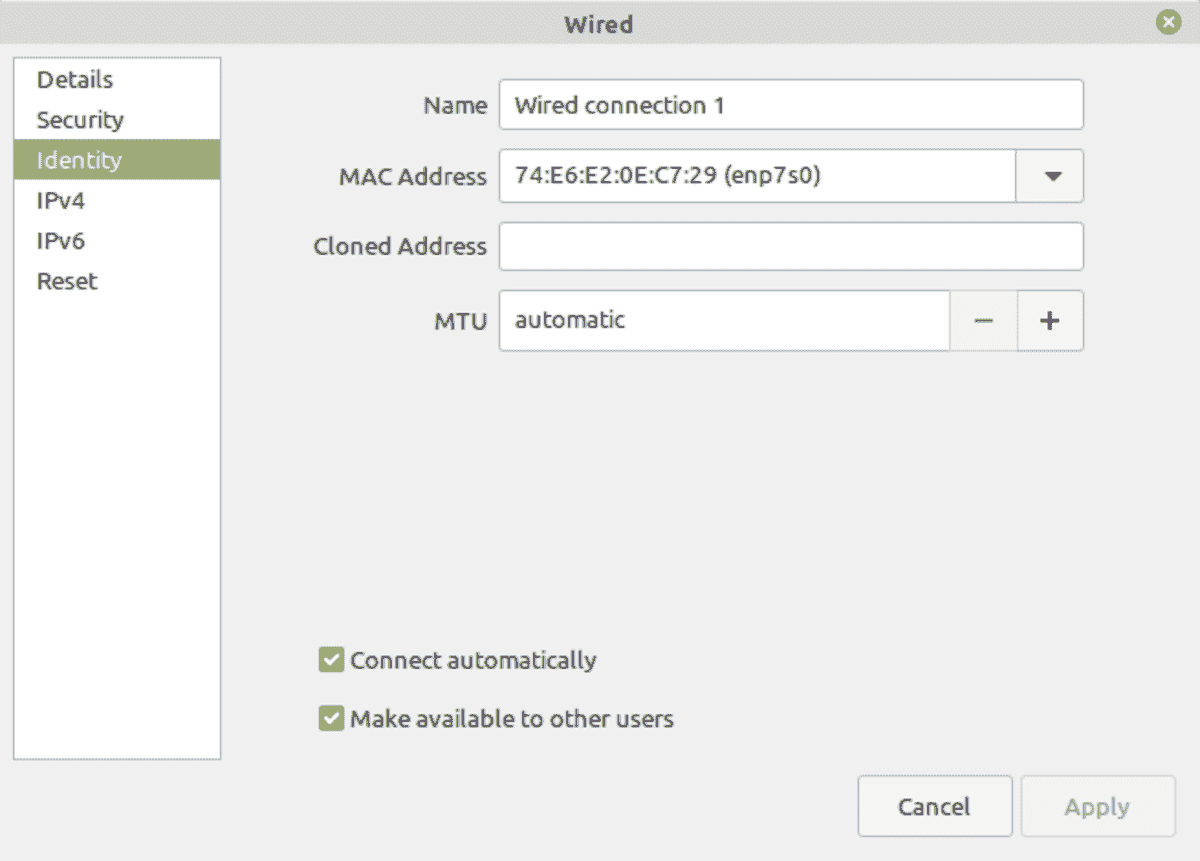 Wired
Details
Security
Identity
IPv4
IPv6
Reset
Name Wired connection 1
MAC Address 74:E6:E2:0E:C7:29 (enp7s0)
Cloned Address
MTU automatic − +
Connect automatically
Make available to other users
Cancel Apply